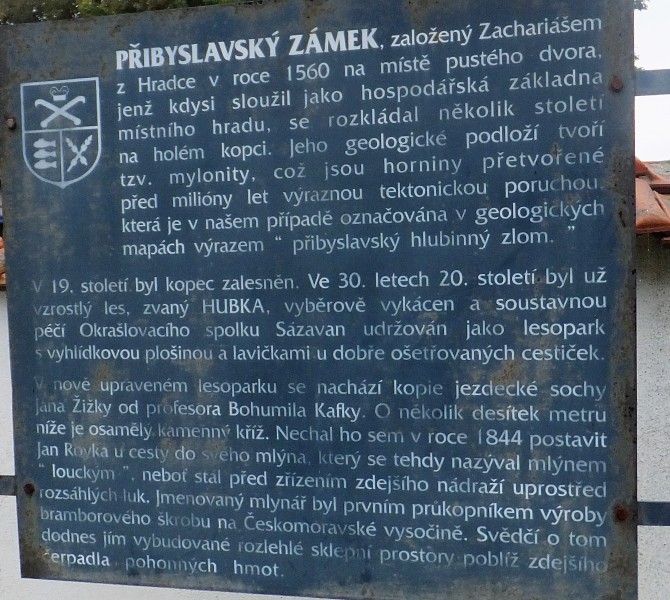 PŘIBYSLAVSKÝ ZÁMEK, založený Zachariášem
z Hradce v roce 1560 na místě pustého dvora,
jenž kdysi sloužil jako hospodářská základna
místního hradu, se rozkládal několik století
na holém kopci. Jeho geologické podloží tvoří
tzv. mylonity, což jsou horniny přetvořené
před milióny let výraznou tektonickou poruchou,
která je v našem případě označována v geologických
mapách výrazem “ přibyslavský hlubinný zlom. ”
V 19. století byl kopec zalesněn. Ve 30. letech 20. století byl už
vzrostlý les, zvaný HUBKA, vyběrově vykácen a soustavnou
péčí Okrašlovacího spolku Sázavan udržován jako lesopark
s vyhlídkovou plošinou a lavičkami u dobře ošetřovaných cestiček.
V nově upraveném lesoparku se nachází kopie jezdecké sochy
Jana Žižky od profesora Bohumila Kafky. O několik desítek metru
níže je osamělý kamenný kříž. Nechal ho sem v roce 1844 postavit
Jan Royka u cesty do svého mlýna, který se tehdy nazýval mlýnem
“ louckým ”, neboť stál před zřízením zdejšího nádraží uprostřed
rozsáhlých luk. Jmenovaný mlynář byl prvním průkopníkem výroby
bramborového škrobu na Českomoravské vysočině. Svědčí o tom
dodnes jím vybudované rozlehlé sklepní prostory poblíž zdejšího
čerpadla pohonných hmot.